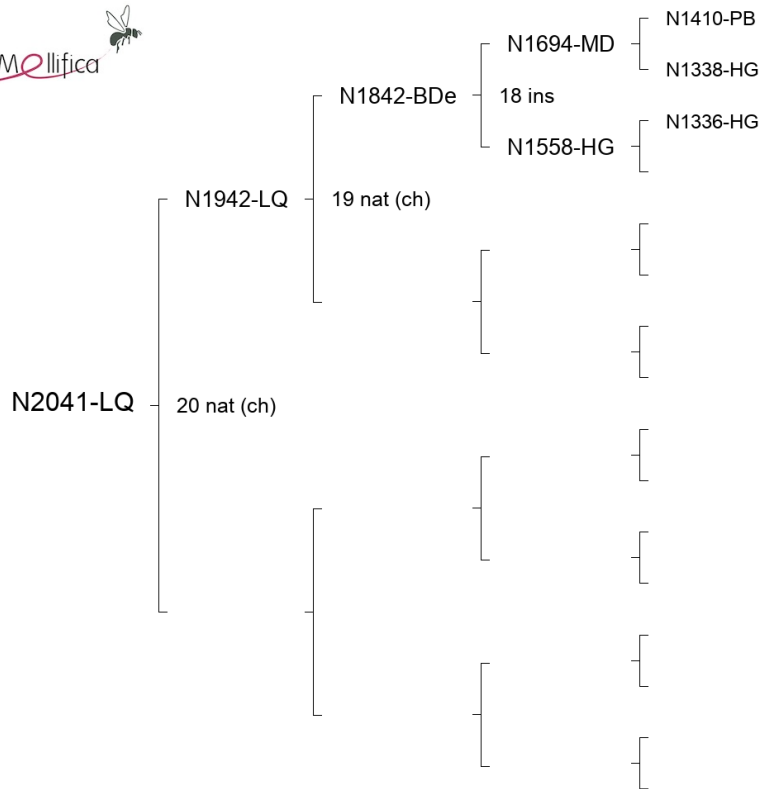 Mellifica
N1410-PB
N1694-MD
N1338-HG
N1842-BDe
18 ins
N1336-HG
N1558-HG
N1942-LQ
19 nat (ch)
N2041-LQ
20 nat (ch)